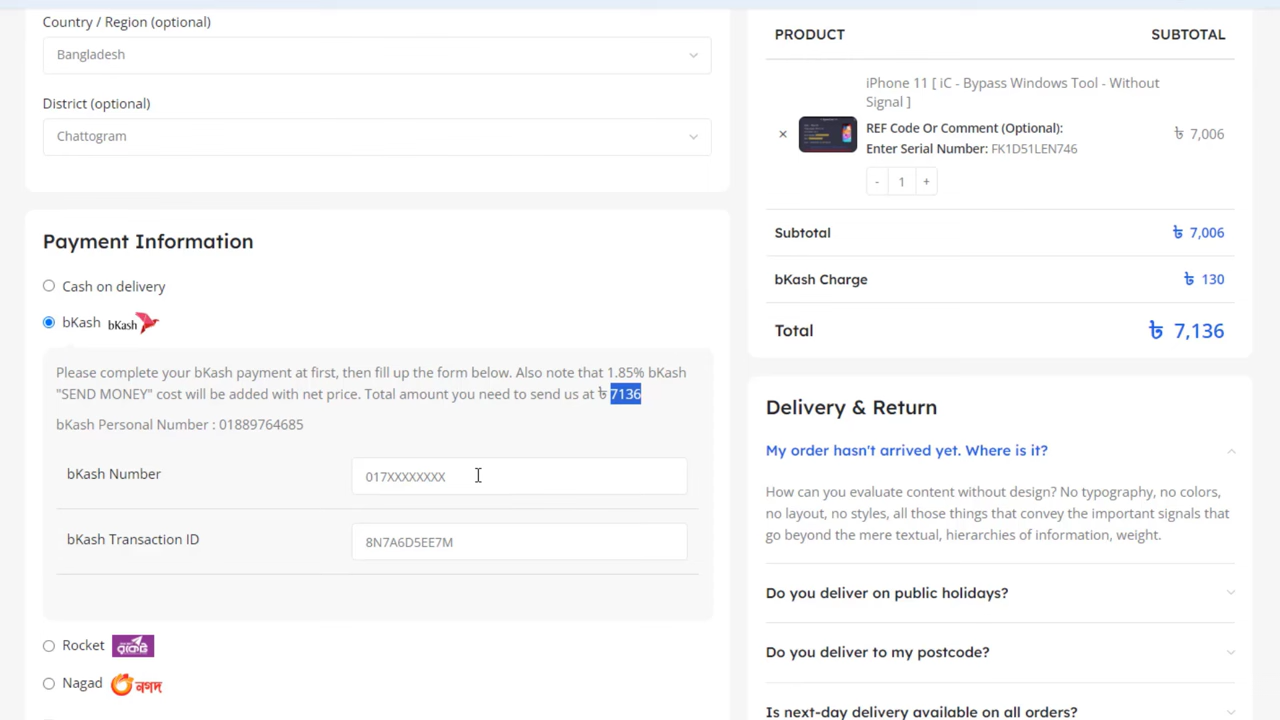 Country / Region (optional)
Bangladesh
District (optional)
Chattogram
Payment Information
Cash on delivery
bKash bKash
Please complete your bKash payment at first, then fill up the form below. Also note that 1.85% bKash
"SEND MONEY" cost will be added with net price. Total amount you need to send us at ৳ 7136
bKash Personal Number : 01889764685
bKash Number
017XXXXXXXX
bKash Transaction ID
8N7A6D5EE7M
Rocket রকেট
Nagad নগদ
PRODUCT SUBTOTAL
iPhone 11 [ iC - Bypass Windows Tool - Without
Signal ]
REF Code Or Comment (Optional):
Enter Serial Number: FK1D51LEN746
× ৳ 7,006
- 1 +
Subtotal ৳ 7,006
bKash Charge ৳ 130
Total ৳ 7,136
Delivery & Return
My order hasn't arrived yet. Where is it?
How can you evaluate content without design? No typography, no colors,
no layout, no styles, all those things that convey the important signals that
go beyond the mere textual, hierarchies of information, weight.
Do you deliver on public holidays?
Do you deliver to my postcode?
Is next-day delivery available on all orders?